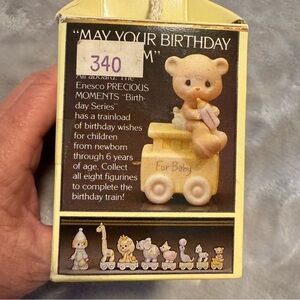 "MAY YOUR BIRTHDAY
M"
340
All aboard! The
Enesco PRECIOUS
MOMENTS "Birth-
day Series"
has a trainload
of birthday wishes
for children
from newborn
through 6 years
of age. Collect
all eight figurines
to complete the
birthday train!
For Baby